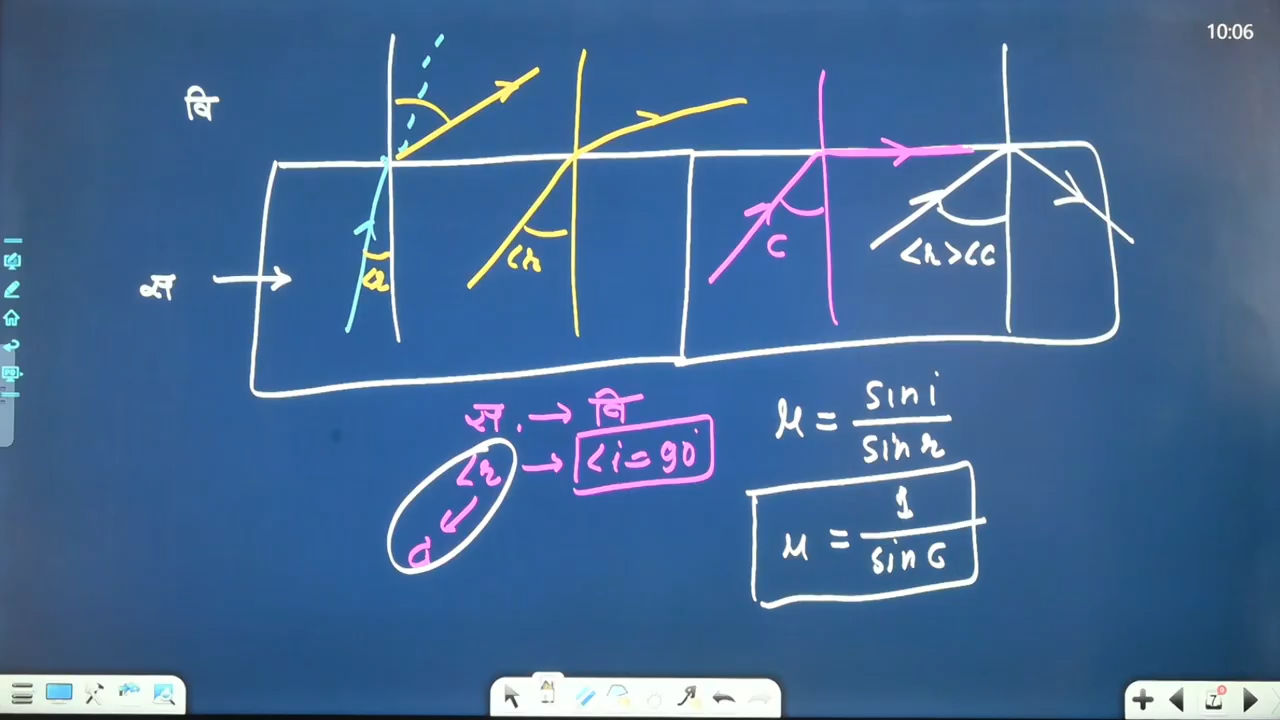 10:06
वि
<r
<r
C
<r><C
स →
स. → वि
<r → <i=90°
μ = sin i / sin r
C
μ = 1 / sin C